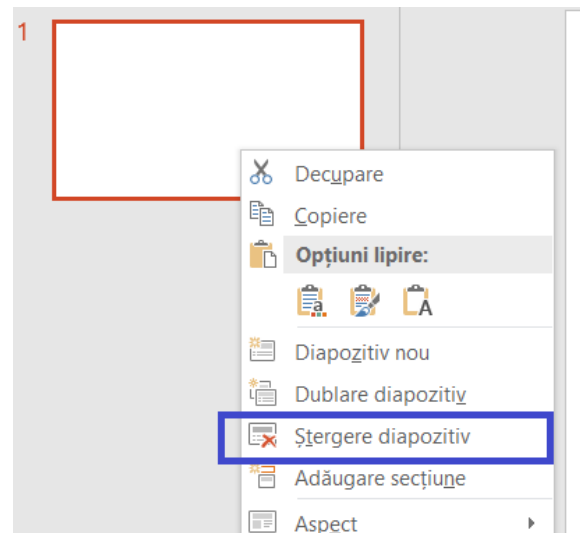 1
Decupare
Copiere
Opțiuni lipire:
Diapozitiv nou
Dublare diapozitiv
Ștergere diapozitiv
Adăugare secțiune
Aspect